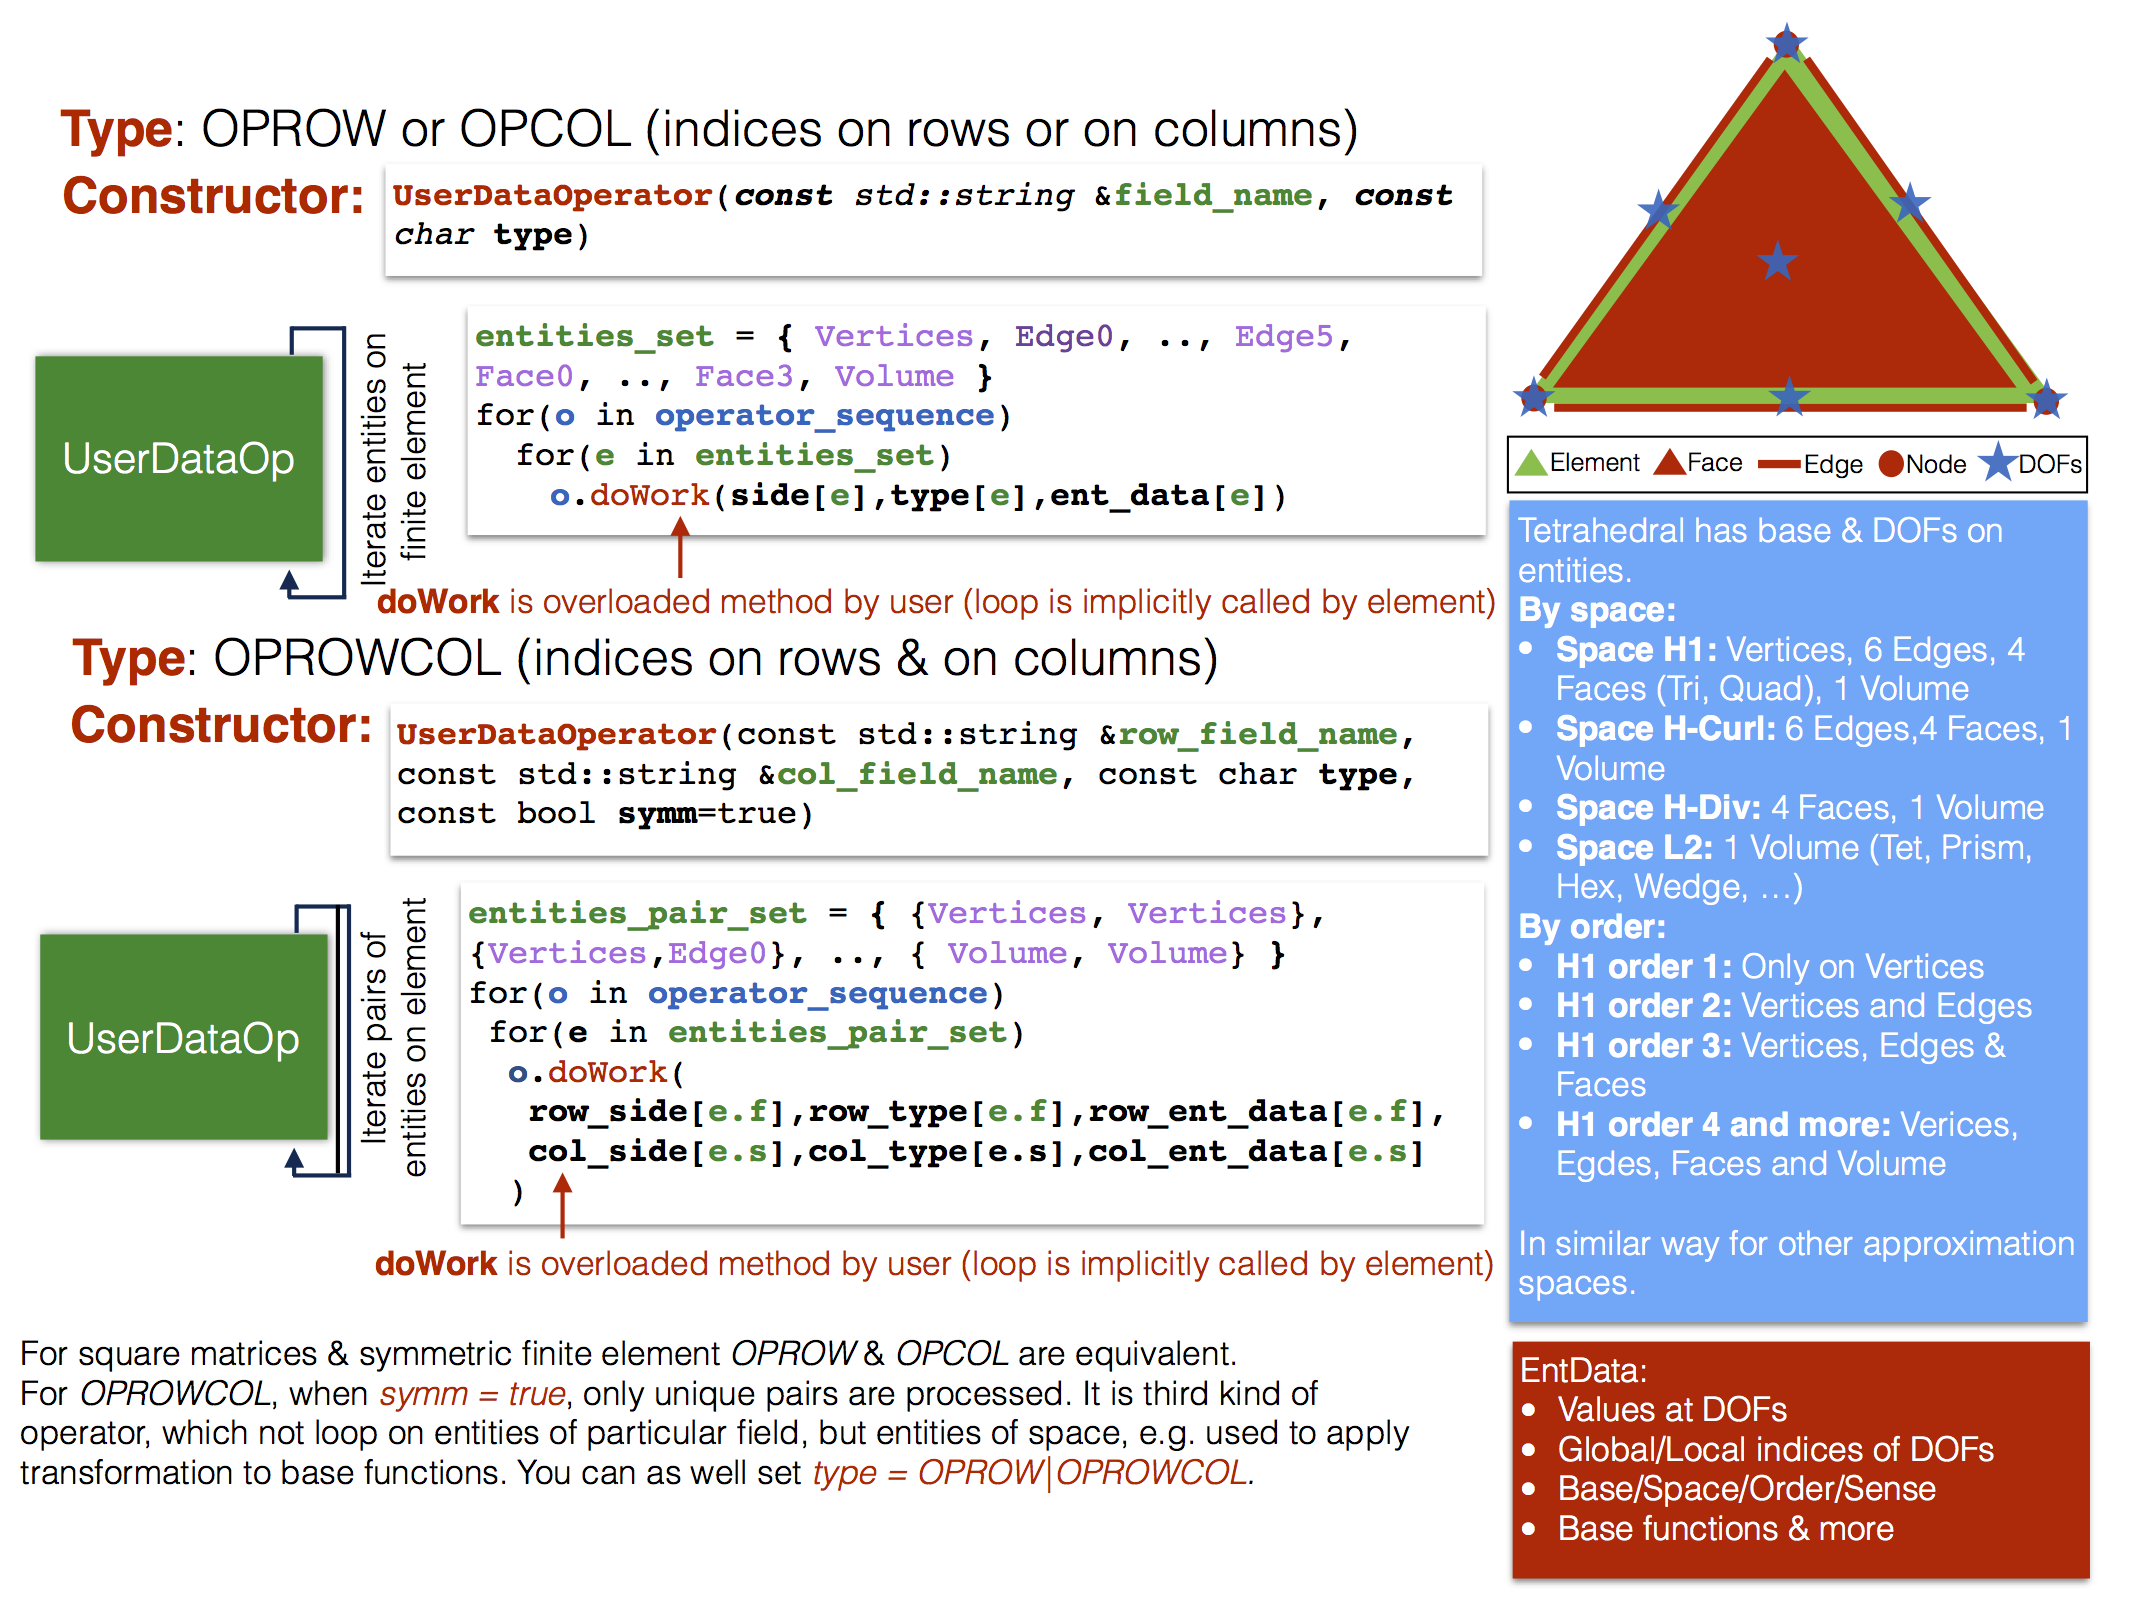 Type: OPROW or OPCOL (indices on rows or on columns)
Constructor:
UserDataOperator(const std::string &field_name, const
char type)
UserDataOp
Iterate entities on
finite element
entities_set = { Vertices, Edge0, .., Edge5,
Face0, .., Face3, Volume }
for(o in operator_sequence)
for(e in entities_set)
o.doWork(side[e],type[e],ent_data[e])
doWork is overloaded method by user (loop is implicitly called by element)
Type: OPROWCOL (indices on rows & on columns)
Constructor:
UserDataOperator(const std::string &row_field_name,
const std::string &col_field_name, const char type,
const bool symm=true)
UserDataOp
Iterate pairs of
entities on element
entities_pair_set = { {Vertices, Vertices},
{Vertices,Edge0}, .., { Volume, Volume} }
for(o in operator_sequence)
for(e in entities_pair_set)
o.doWork(
row_side[e.f],row_type[e.f],row_ent_data[e.f],
col_side[e.s],col_type[e.s],col_ent_data[e.s]
)
doWork is overloaded method by user (loop is implicitly called by element)
For square matrices & symmetric finite element OPROW & OPCOL are equivalent.
For OPROWCOL, when symm = true, only unique pairs are processed. It is third kind of
operator, which not loop on entities of particular field, but entities of space, e.g. used to apply
transformation to base functions. You can as well set type = OPROW|OPROWCOL.
Element Face Edge Node DOFs
Tetrahedral has base & DOFs on
entities.
By space:
• Space H1: Vertices, 6 Edges, 4
Faces (Tri, Quad), 1 Volume
• Space H-Curl: 6 Edges,4 Faces, 1
Volume
• Space H-Div: 4 Faces, 1 Volume
• Space L2: 1 Volume (Tet, Prism,
Hex, Wedge, …)
By order:
• H1 order 1: Only on Vertices
• H1 order 2: Vertices and Edges
• H1 order 3: Vertices, Edges &
Faces
• H1 order 4 and more: Verices,
Egdes, Faces and Volume
In similar way for other approximation
spaces.
EntData:
• Values at DOFs
• Global/Local indices of DOFs
• Base/Space/Order/Sense
• Base functions & more